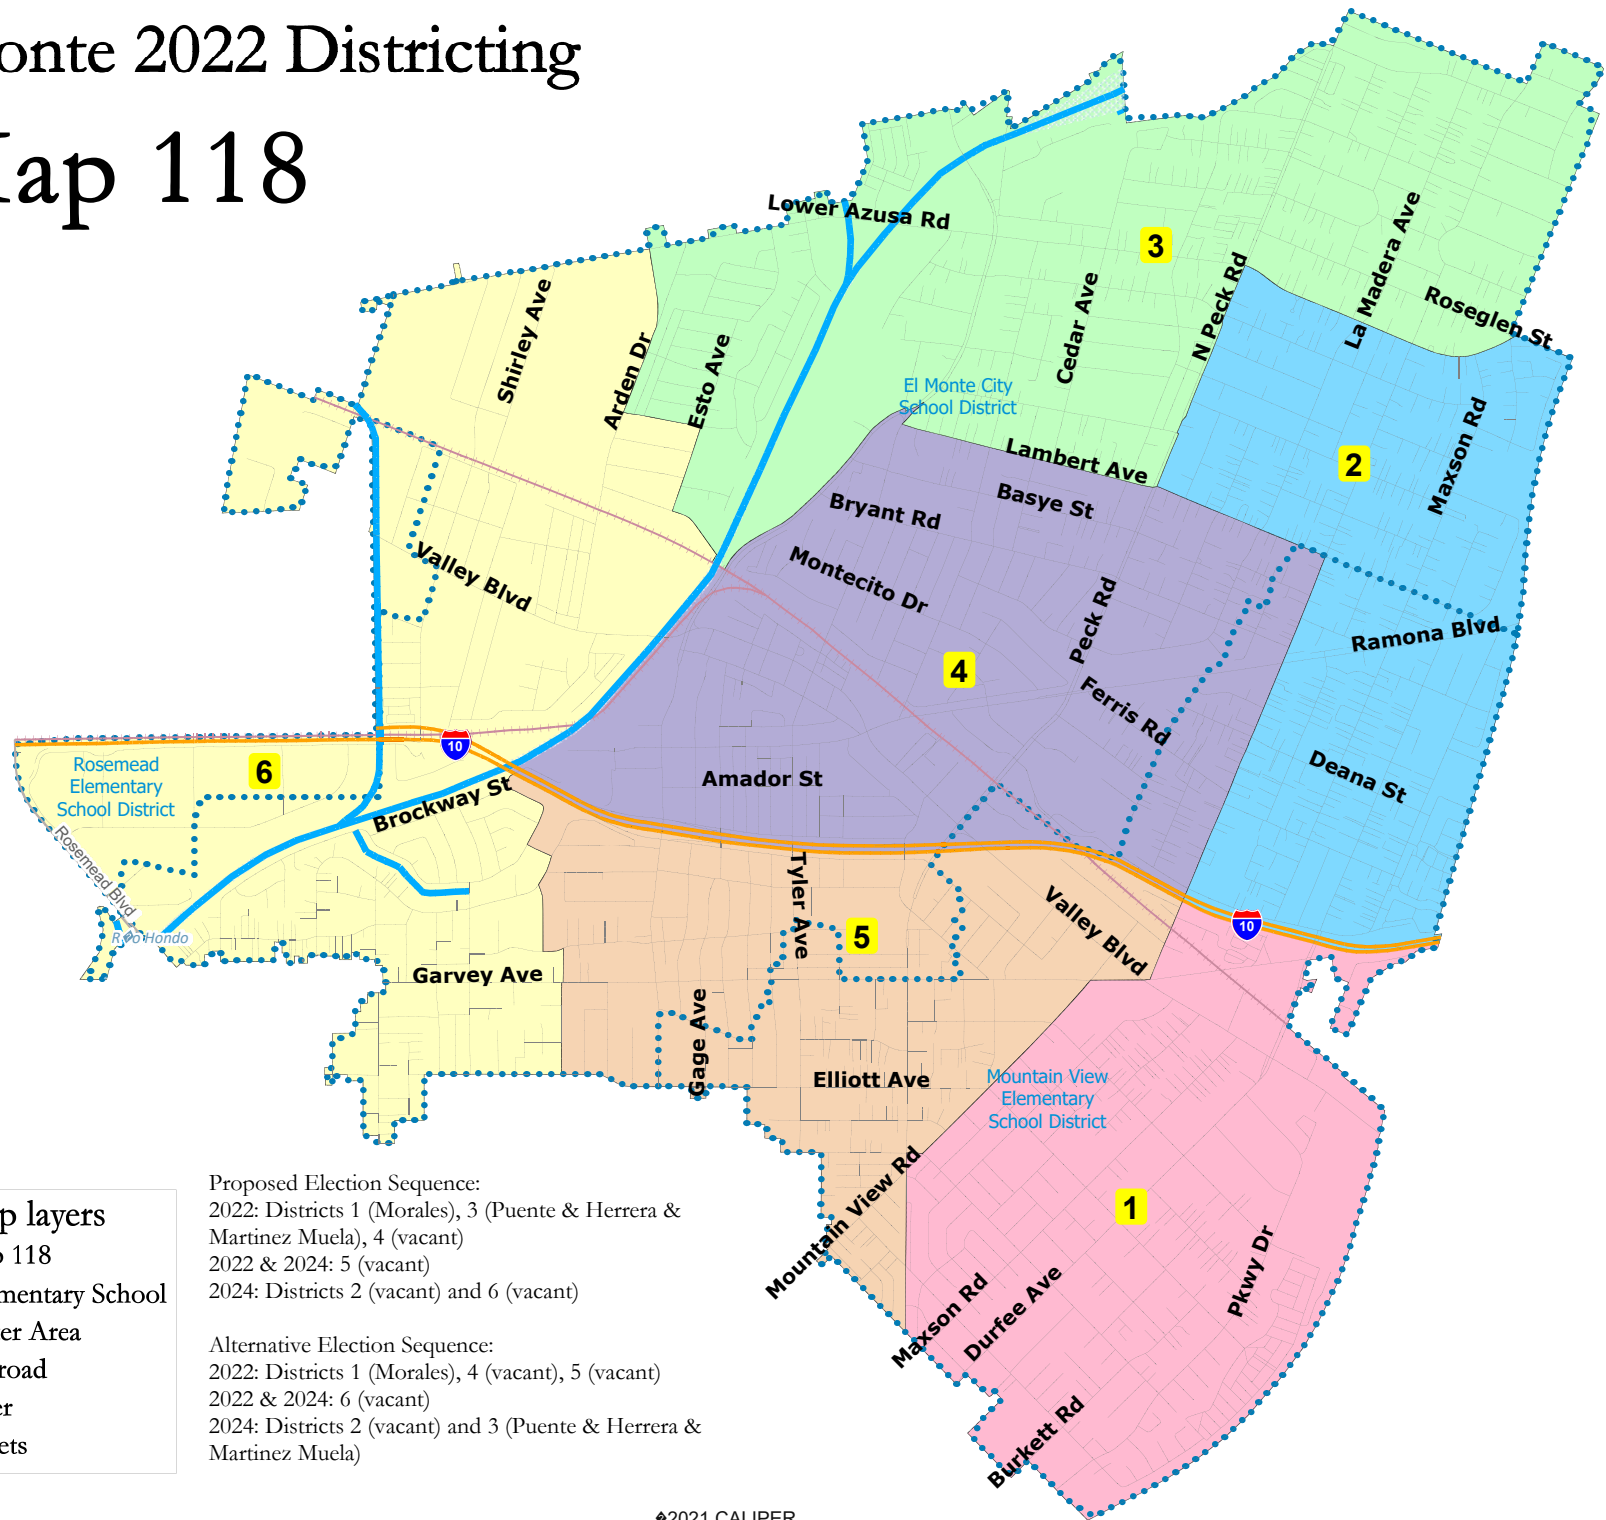 onte 2022 Districting
ap 118
Lower Azusa Rd
3
Shirley Ave
Arden Dr
Esto Ave
Cedar Ave
N Peck Rd
La Madera Ave
Roseglen St
El Monte City
School District
Lambert Ave
2
Maxson Rd
Basye St
Bryant Rd
Montecito Dr
Valley Blvd
Peck Rd
Ramona Blvd
4
Ferris Rd
10
6
Rosemead
Elementary
School District
Amador St
Deana St
Brockway St
Rosemead Blvd
Tyler Ave
Valley Blvd
5
10
R�o Hondo
Garvey Ave
Gage Ave
Elliott Ave
Mountain View
Elementary
School District
Mountain View Rd
1
Maxson Rd
Durfee Ave
Pkwy Dr
Burkett Rd
p layers
118
mentary School
er Area
road
er
ets
Proposed Election Sequence:
2022: Districts 1 (Morales), 3 (Puente & Herrera &
Martinez Muela), 4 (vacant)
2022 & 2024: 5 (vacant)
2024: Districts 2 (vacant) and 6 (vacant)
Alternative Election Sequence:
2022: Districts 1 (Morales), 4 (vacant), 5 (vacant)
2022 & 2024: 6 (vacant)
2024: Districts 2 (vacant) and 3 (Puente & Herrera &
Martinez Muela)
�2021 CALIPER